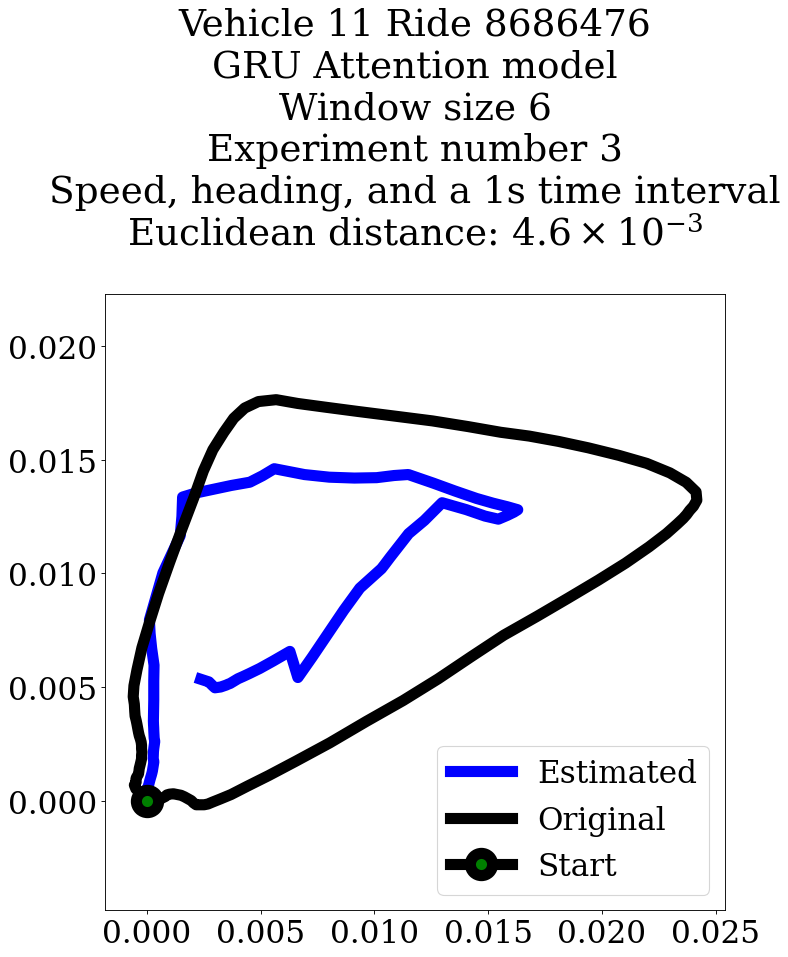 Vehicle 11 Ride 8686476
GRU Attention model
Window size 6
Experiment number 3
Speed, heading, and a 1s time interval
Euclidean distance: 4.6 × 10⁻³
0.020
0.015
0.010
0.005
0.000
Estimated
Original
Start
0.000 0.005 0.010 0.015 0.020 0.025